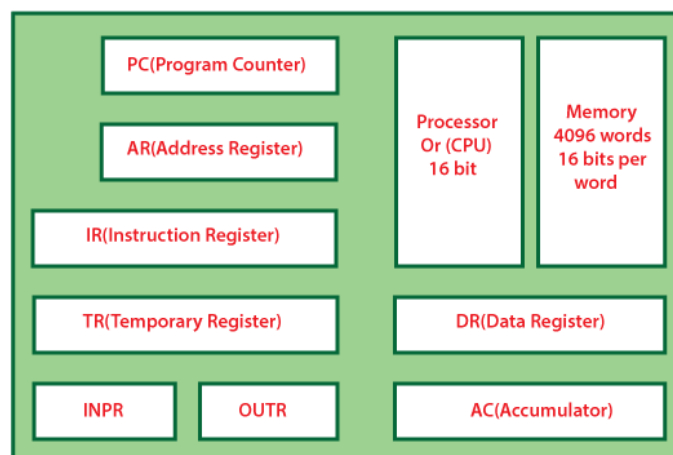 PC(Program Counter)
AR(Address Register)
IR(Instruction Register)
TR(Temporary Register)
INPR
OUTR
Processor
Or (CPU)
16 bit
Memory
4096 words
16 bits per
word
DR(Data Register)
AC(Accumulator)